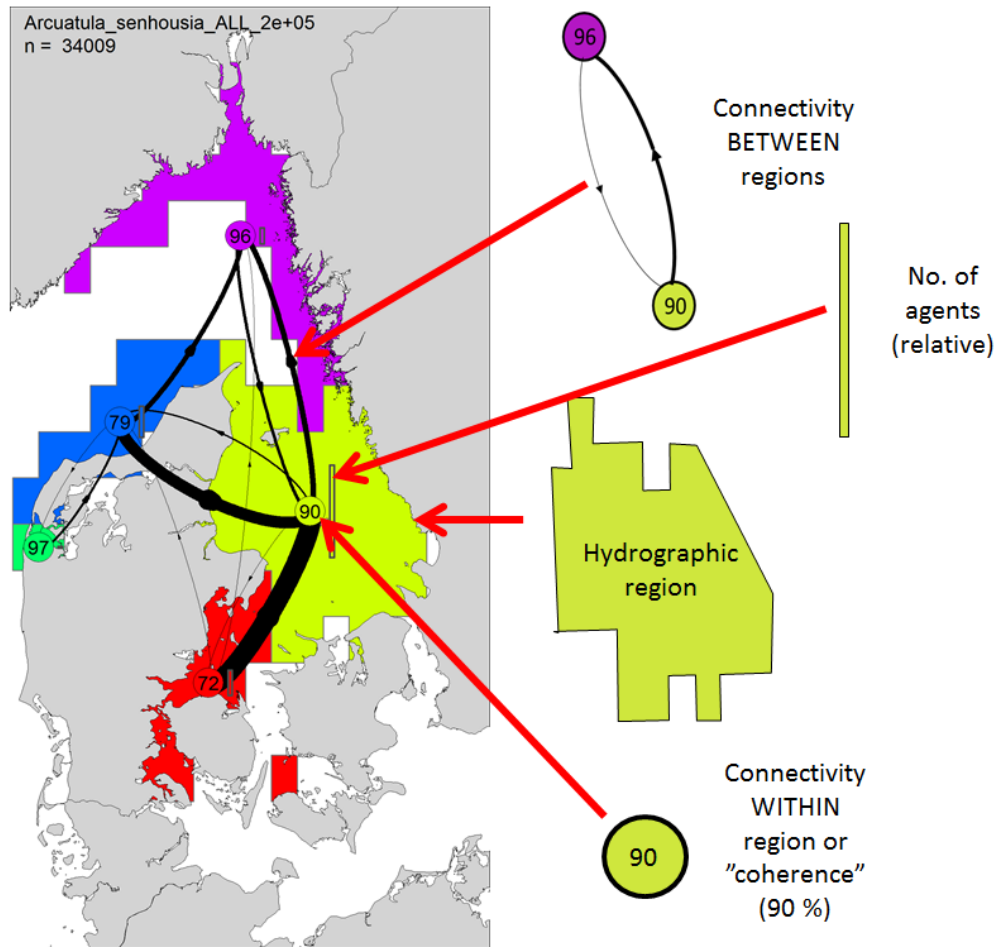 Arcuatula_senhousia_ALL_2e+05
n = 34009
96
79
90
97
72
96
90
Connectivity
BETWEEN
regions
No. of
agents
(relative)
Hydrographic
region
90
Connectivity
WITHIN
region or
”coherence”
(90 %)